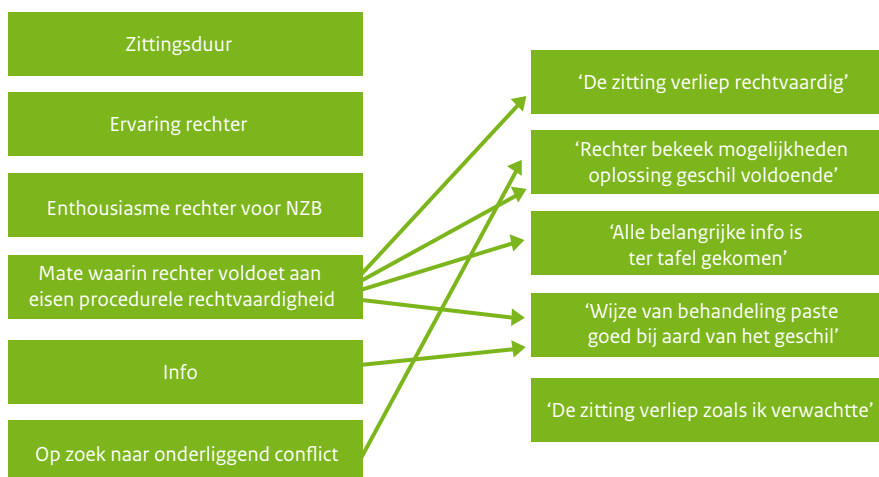 Zittingsduur
Ervaring rechter
Enthousiasme rechter voor NZB
Mate waarin rechter voldoet aan
eisen procedurele rechtvaardigheid
Info
Op zoek naar onderliggend conflict
‘De zitting verliep rechtvaardig’
‘Rechter bekeek mogelijkheden
oplossing geschil voldoende’
‘Alle belangrijke info is
ter tafel gekomen’
‘Wijze van behandeling paste
goed bij aard van het geschil’
‘De zitting verliep zoals ik verwachtte’